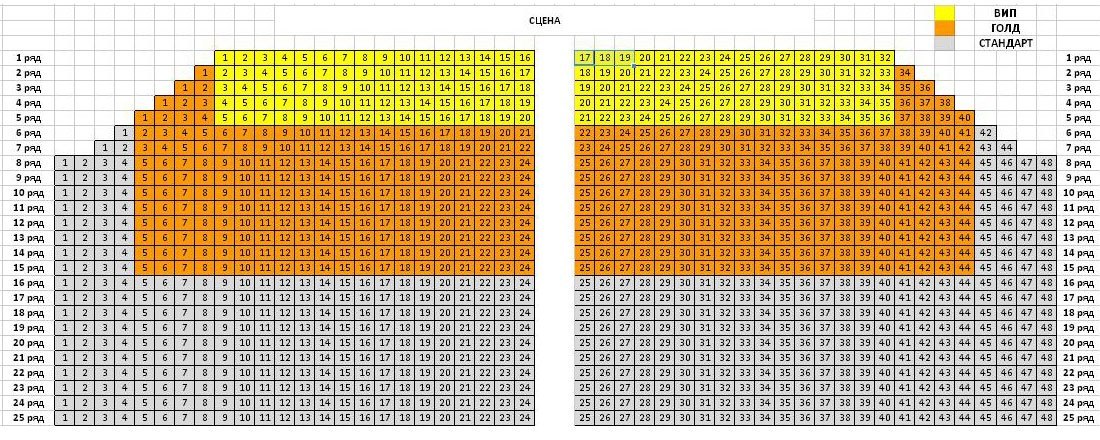 ВИП
СЦЕНА
ГОЛД
СТАНДАРТ
1 ряд 1 2 3 4 5 6 7 8 9 10 11 12 13 14 15 16 17 18 19 20 21 22 23 24 25 26 27 28 29 30 31 32 1 ряд
2 ряд 1 2 3 4 5 6 7 8 9 10 11 12 13 14 15 16 17 18 19 20 21 22 23 24 25 26 27 28 29 30 31 32 33 34 2 ряд
3 ряд 1 2 3 4 5 6 7 8 9 10 11 12 13 14 15 16 17 18 19 20 21 22 23 24 25 26 27 28 29 30 31 32 33 34 35 36 3 ряд
4 ряд 1 2 3 4 5 6 7 8 9 10 11 12 13 14 15 16 17 18 19 20 21 22 23 24 25 26 27 28 29 30 31 32 33 34 35 36 37 38 4 ряд
5 ряд 1 2 3 4 5 6 7 8 9 10 11 12 13 14 15 16 17 18 19 20 21 22 23 24 25 26 27 28 29 30 31 32 33 34 35 36 37 38 39 40 5 ряд
6 ряд 1 2 3 4 5 6 7 8 9 10 11 12 13 14 15 16 17 18 19 20 21 22 23 24 25 26 27 28 29 30 31 32 33 34 35 36 37 38 39 40 41 42 6 ряд
7 ряд 1 2 3 4 5 6 7 8 9 10 11 12 13 14 15 16 17 18 19 20 21 22 23 24 25 26 27 28 29 30 31 32 33 34 35 36 37 38 39 40 41 42 43 44 7 ряд
8 ряд 1 2 3 4 5 6 7 8 9 10 11 12 13 14 15 16 17 18 19 20 21 22 23 24 25 26 27 28 29 30 31 32 33 34 35 36 37 38 39 40 41 42 43 44 45 46 47 48 8 ряд
9 ряд 1 2 3 4 5 6 7 8 9 10 11 12 13 14 15 16 17 18 19 20 21 22 23 24 25 26 27 28 29 30 31 32 33 34 35 36 37 38 39 40 41 42 43 44 45 46 47 48 9 ряд
10 ряд 1 2 3 4 5 6 7 8 9 10 11 12 13 14 15 16 17 18 19 20 21 22 23 24 25 26 27 28 29 30 31 32 33 34 35 36 37 38 39 40 41 42 43 44 45 46 47 48 10 ряд
11 ряд 1 2 3 4 5 6 7 8 9 10 11 12 13 14 15 16 17 18 19 20 21 22 23 24 25 26 27 28 29 30 31 32 33 34 35 36 37 38 39 40 41 42 43 44 45 46 47 48 11 ряд
12 ряд 1 2 3 4 5 6 7 8 9 10 11 12 13 14 15 16 17 18 19 20 21 22 23 24 25 26 27 28 29 30 31 32 33 34 35 36 37 38 39 40 41 42 43 44 45 46 47 48 12 ряд
13 ряд 1 2 3 4 5 6 7 8 9 10 11 12 13 14 15 16 17 18 19 20 21 22 23 24 25 26 27 28 29 30 31 32 33 34 35 36 37 38 39 40 41 42 43 44 45 46 47 48 13 ряд
14 ряд 1 2 3 4 5 6 7 8 9 10 11 12 13 14 15 16 17 18 19 20 21 22 23 24 25 26 27 28 29 30 31 32 33 34 35 36 37 38 39 40 41 42 43 44 45 46 47 48 14 ряд
15 ряд 1 2 3 4 5 6 7 8 9 10 11 12 13 14 15 16 17 18 19 20 21 22 23 24 25 26 27 28 29 30 31 32 33 34 35 36 37 38 39 40 41 42 43 44 45 46 47 48 15 ряд
16 ряд 1 2 3 4 5 6 7 8 9 10 11 12 13 14 15 16 17 18 19 20 21 22 23 24 25 26 27 28 29 30 31 32 33 34 35 36 37 38 39 40 41 42 43 44 45 46 47 48 16 ряд
17 ряд 1 2 3 4 5 6 7 8 9 10 11 12 13 14 15 16 17 18 19 20 21 22 23 24 25 26 27 28 29 30 31 32 33 34 35 36 37 38 39 40 41 42 43 44 45 46 47 48 17 ряд
18 ряд 1 2 3 4 5 6 7 8 9 10 11 12 13 14 15 16 17 18 19 20 21 22 23 24 25 26 27 28 29 30 31 32 33 34 35 36 37 38 39 40 41 42 43 44 45 46 47 48 18 ряд
19 ряд 1 2 3 4 5 6 7 8 9 10 11 12 13 14 15 16 17 18 19 20 21 22 23 24 25 26 27 28 29 30 31 32 33 34 35 36 37 38 39 40 41 42 43 44 45 46 47 48 19 ряд
20 ряд 1 2 3 4 5 6 7 8 9 10 11 12 13 14 15 16 17 18 19 20 21 22 23 24 25 26 27 28 29 30 31 32 33 34 35 36 37 38 39 40 41 42 43 44 45 46 47 48 20 ряд
21 ряд 1 2 3 4 5 6 7 8 9 10 11 12 13 14 15 16 17 18 19 20 21 22 23 24 25 26 27 28 29 30 31 32 33 34 35 36 37 38 39 40 41 42 43 44 45 46 47 48 21 ряд
22 ряд 1 2 3 4 5 6 7 8 9 10 11 12 13 14 15 16 17 18 19 20 21 22 23 24 25 26 27 28 29 30 31 32 33 34 35 36 37 38 39 40 41 42 43 44 45 46 47 48 22 ряд
23 ряд 1 2 3 4 5 6 7 8 9 10 11 12 13 14 15 16 17 18 19 20 21 22 23 24 25 26 27 28 29 30 31 32 33 34 35 36 37 38 39 40 41 42 43 44 45 46 47 48 23 ряд
24 ряд 1 2 3 4 5 6 7 8 9 10 11 12 13 14 15 16 17 18 19 20 21 22 23 24 25 26 27 28 29 30 31 32 33 34 35 36 37 38 39 40 41 42 43 44 45 46 47 48 24 ряд
25 ряд 1 2 3 4 5 6 7 8 9 10 11 12 13 14 15 16 17 18 19 20 21 22 23 24 25 26 27 28 29 30 31 32 33 34 35 36 37 38 39 40 41 42 43 44 45 46 47 48 25 ряд